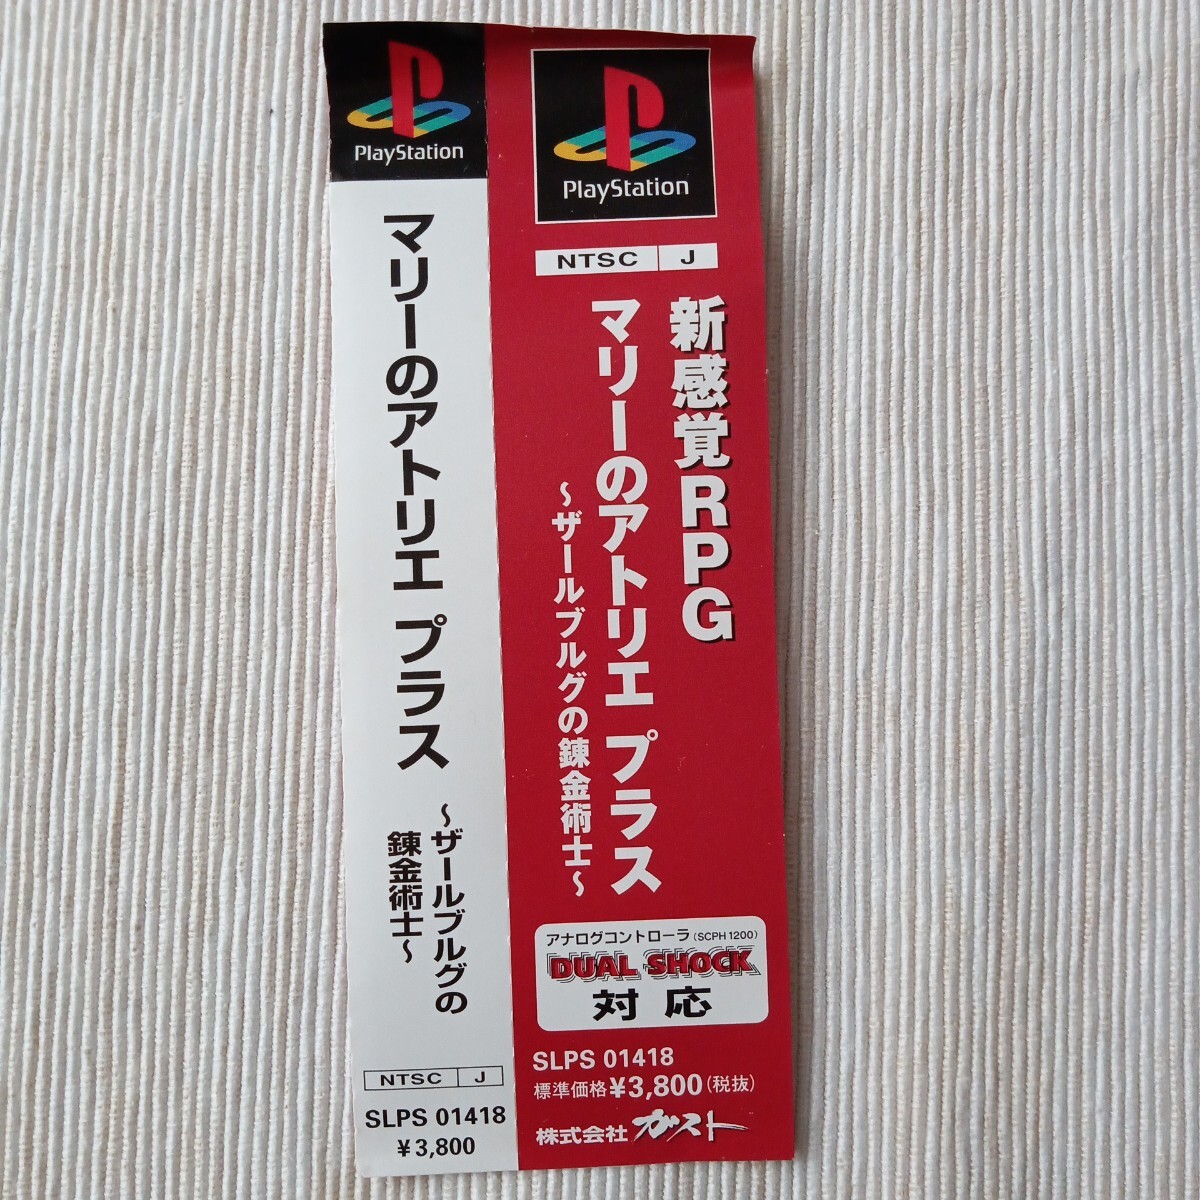 PlayStation
マリーのアトリエ プラス
～ザールブルグの
錬金術士～
NTSC J
SLPS 01418
¥3,800
PlayStation
NTSC J
新感覚RPG
マリーのアトリエ プラス
～ザールブルグの錬金術士～
アナログコントローラ(SCPH 1200)
DUAL SHOCK
対応
SLPS 01418
標準価格¥3,800(税抜)
株式会社 ガスト